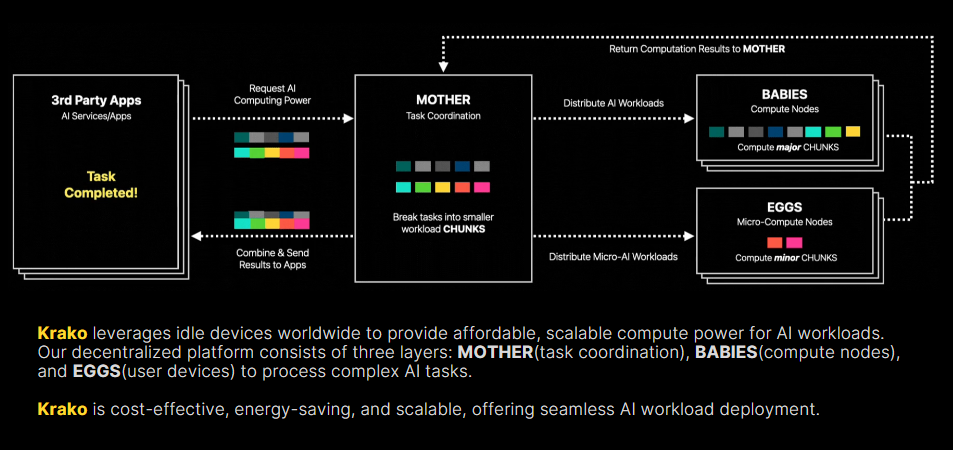 Return Computation Results to MOTHER
3rd Party Apps
AI Services/Apps
Task
Completed!
Request AI
Computing Power
Combine & Send
Results to Apps
MOTHER
Task Coordination
Break tasks into smaller
workload CHUNKS
Distribute AI Workloads
Distribute Micro-AI Workloads
BABIES
Compute Nodes
Compute major CHUNKS
EGGS
Micro-Compute Nodes
Compute minor CHUNKS
Krako leverages idle devices worldwide to provide affordable, scalable compute power for AI workloads.
Our decentralized platform consists of three layers: MOTHER(task coordination), BABIES(compute nodes),
and EGGS(user devices) to process complex AI tasks.
Krako is cost-effective, energy-saving, and scalable, offering seamless AI workload deployment.